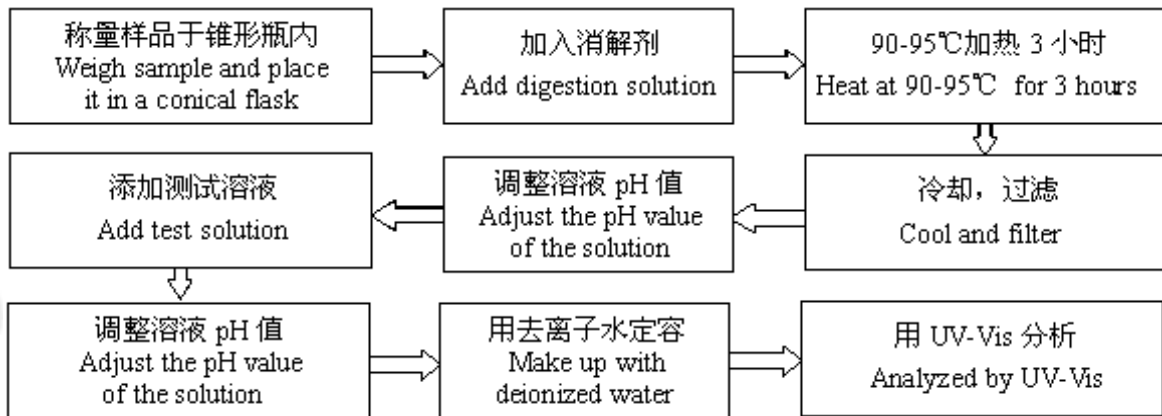 称量样品于锥形瓶内
Weigh sample and place
it in a conical flask
加入消解剂
Add digestion solution
90-95℃加热 3 小时
Heat at 90-95℃ for 3 hours
冷却，过滤
Cool and filter
调整溶液 pH 值
Adjust the pH value
of the solution
添加测试溶液
Add test solution
调整溶液 pH 值
Adjust the pH value
of the solution
用去离子水定容
Make up with
deionized water
用 UV-Vis 分析
Analyzed by UV-Vis